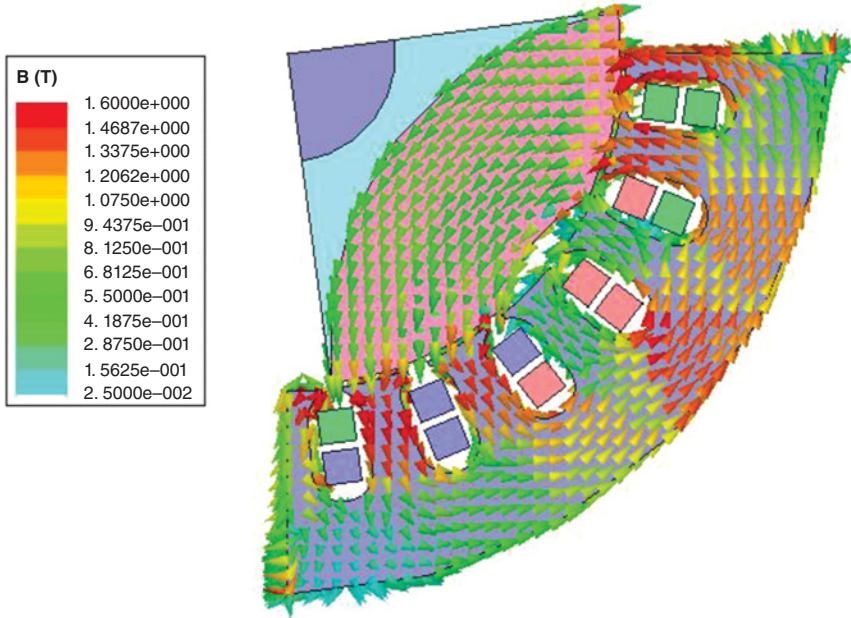 B (T)
1. 6000e+000
1. 4687e+000
1. 3375e+000
1. 2062e+000
1. 0750e+000
9. 4375e–001
8. 1250e–001
6. 8125e–001
5. 5000e–001
4. 1875e–001
2. 8750e–001
1. 5625e–001
2. 5000e–002